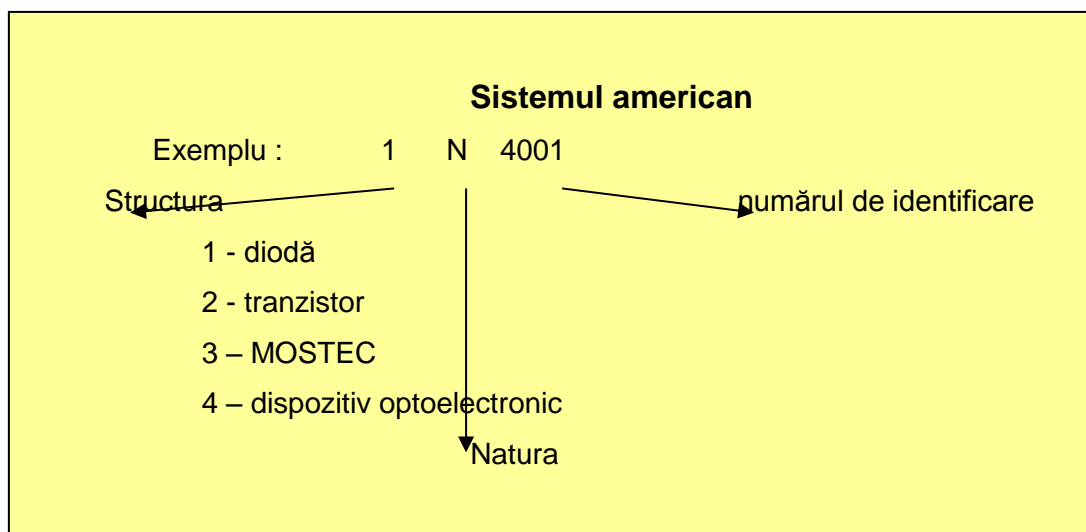 Sistemul american
Exemplu : 1 N 4001
Structura numărul de identificare
1 - diodă
2 - tranzistor
3 – MOSTEC
4 – dispozitiv optoelectronic
Natura